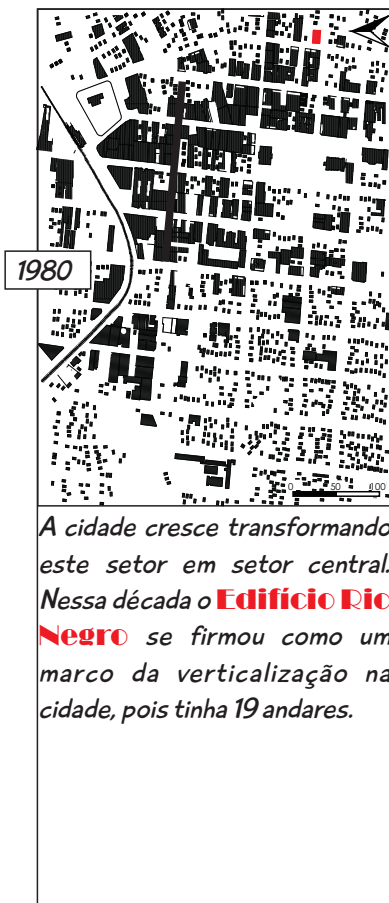 1980
0 50 100
A cidade cresce transformando
este setor em setor central.
Nessa década o Edifício Rio
Negro se firmou como um
marco da verticalização na
cidade, pois tinha 19 andares.